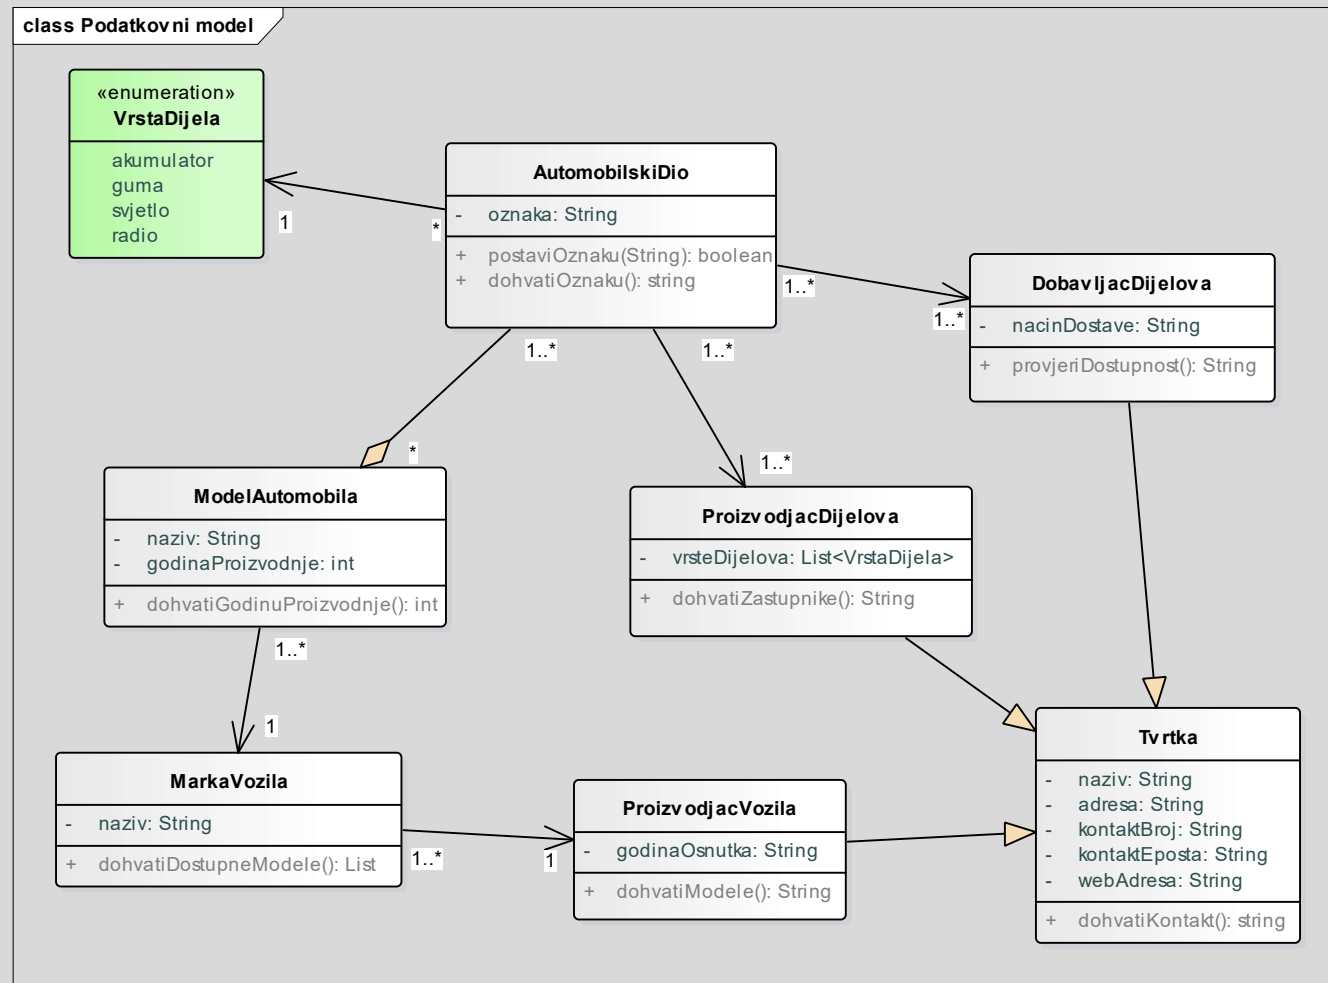 class Podatkovni model
«enumeration»
VrstaDijela
akumulator
guma
svjetlo
radio
1
*
AutomobilskiDio
- oznaka: String
+ postaviOznaku(String): boolean
+ dohvatiOznaku(): string
1..*
1..*
DobavljacDijelova
- nacinDostave: String
+ provjeriDostupnost(): String
1..*
1..*
*
1..*
ModelAutomobila
- naziv: String
- godinaProizvodnje: int
+ dohvatiGodinuProizvodnje(): int
ProizvodjacDijelova
- vrsteDijelova: List<VrstaDijela>
+ dohvatiZastupnike(): String
1..*
1
MarkaVozila
- naziv: String
+ dohvatiDostupneModele(): List
1..*
1
ProizvodjacVozila
- godinaOsnutka: String
+ dohvatiModele(): String
Tvrtka
- naziv: String
- adresa: String
- kontaktBroj: String
- kontaktEposta: String
- webAdresa: String
+ dohvatiKontakt(): string